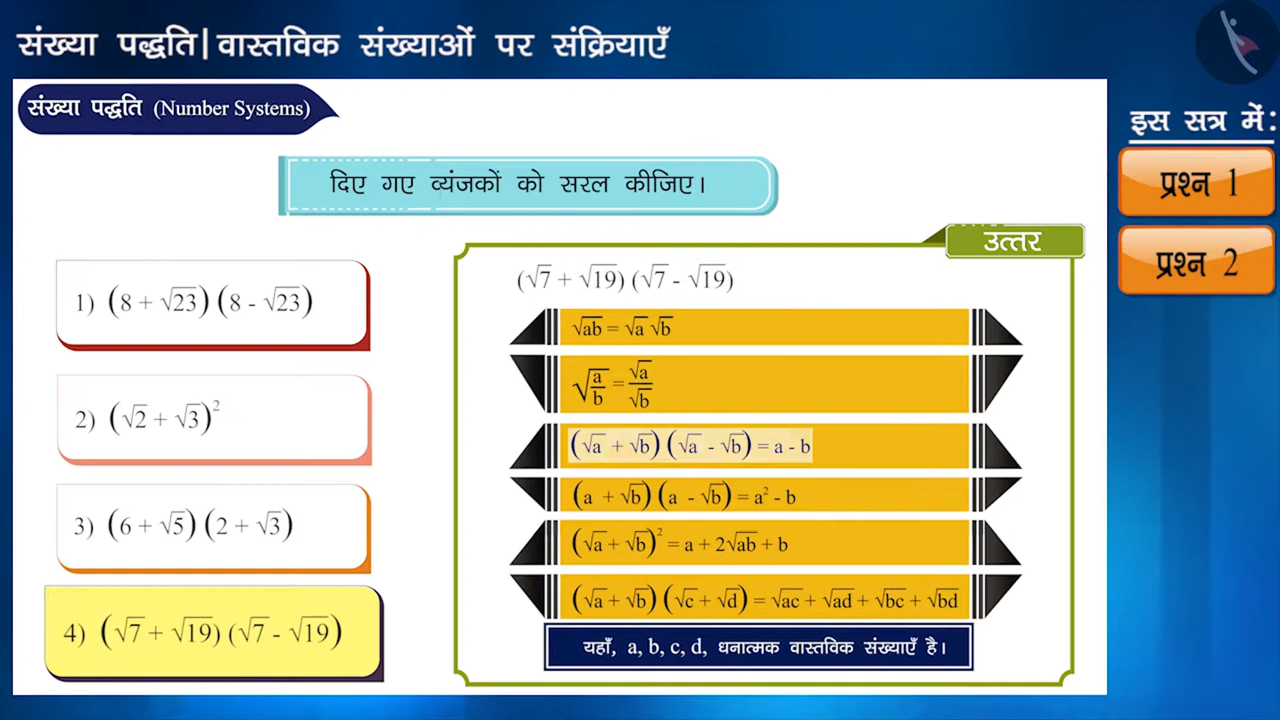 संख्या पद्धति|वास्तविक संख्याओं पर संक्रियाएँ
संख्या पद्धति (Number Systems)
इस सत्र में:
प्रश्न 1
प्रश्न 2
दिए गए व्यंजकों को सरल कीजिए।
1) (8 + √23) (8 - √23)
2) (√2 + √3)²
3) (6 + √5) (2 + √3)
4) (√7 + √19) (√7 - √19)
उत्तर
(√7 + √19) (√7 - √19)
√ab = √a √b
√(a/b) = √a/√b
(√a + √b) (√a - √b) = a - b
(a + √b) (a - √b) = a² - b
(√a + √b)² = a + 2√ab + b
(√a + √b) (√c + √d) = √ac + √ad + √bc + √bd
यहाँ, a, b, c, d, धनात्मक वास्तविक संख्याएँ है।